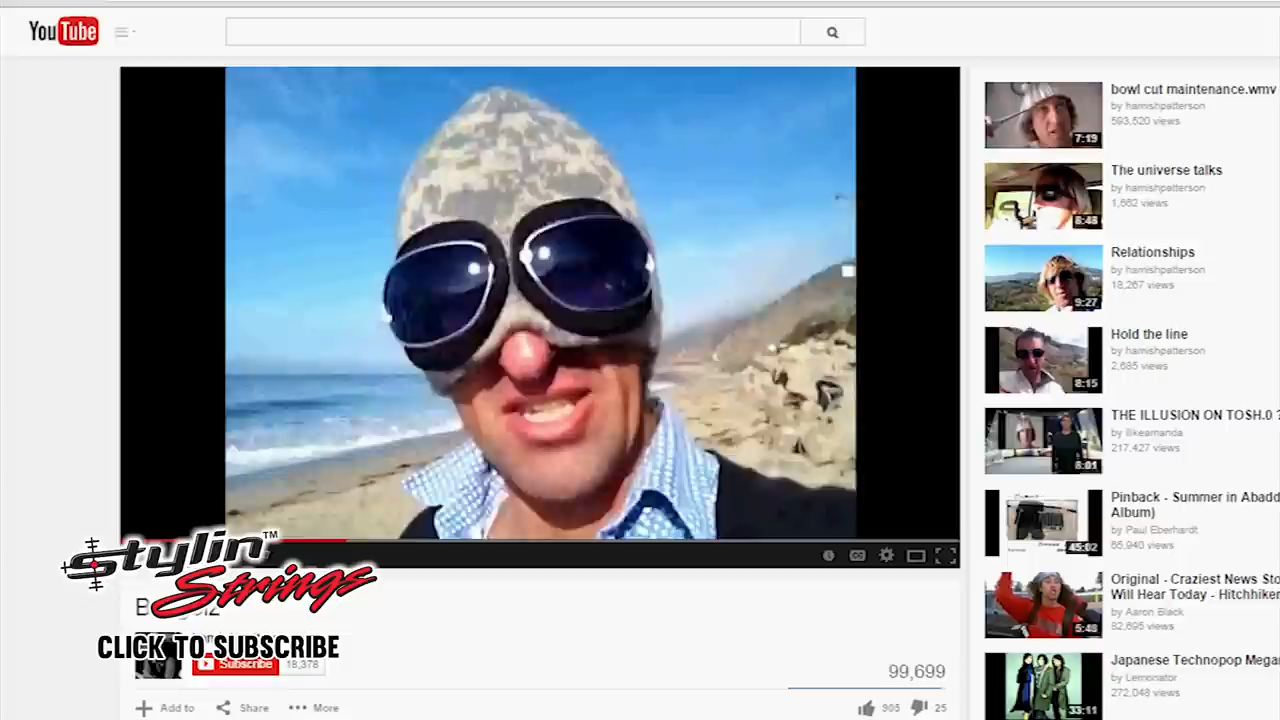 YouTube
bowl cut maintenance.wmv
by hamishpatterson
593,520 views
7:19
The universe talks
by hamishpatterson
1,662 views
8:48
Relationships
by hamishpatterson
18,267 views
9:27
Hold the line
by hamishpatterson
2,685 views
8:15
THE ILLUSION ON TOSH.0
by ilikeamanda
217,427 views
8:01
Pinback - Summer in Abadd
Album)
by Paul Eberhardt
65,940 views
45:02
Original - Craziest News Sto
Will Hear Today - Hitchhiker
by Aaron Black
82,695 views
5:48
Japanese Technopop Mega
by Lemonator
272,048 views
33:11
stylin™
Strings
CLICK TO SUBSCRIBE
Subscribe 18,378
99,699
Add to Share More
905 25